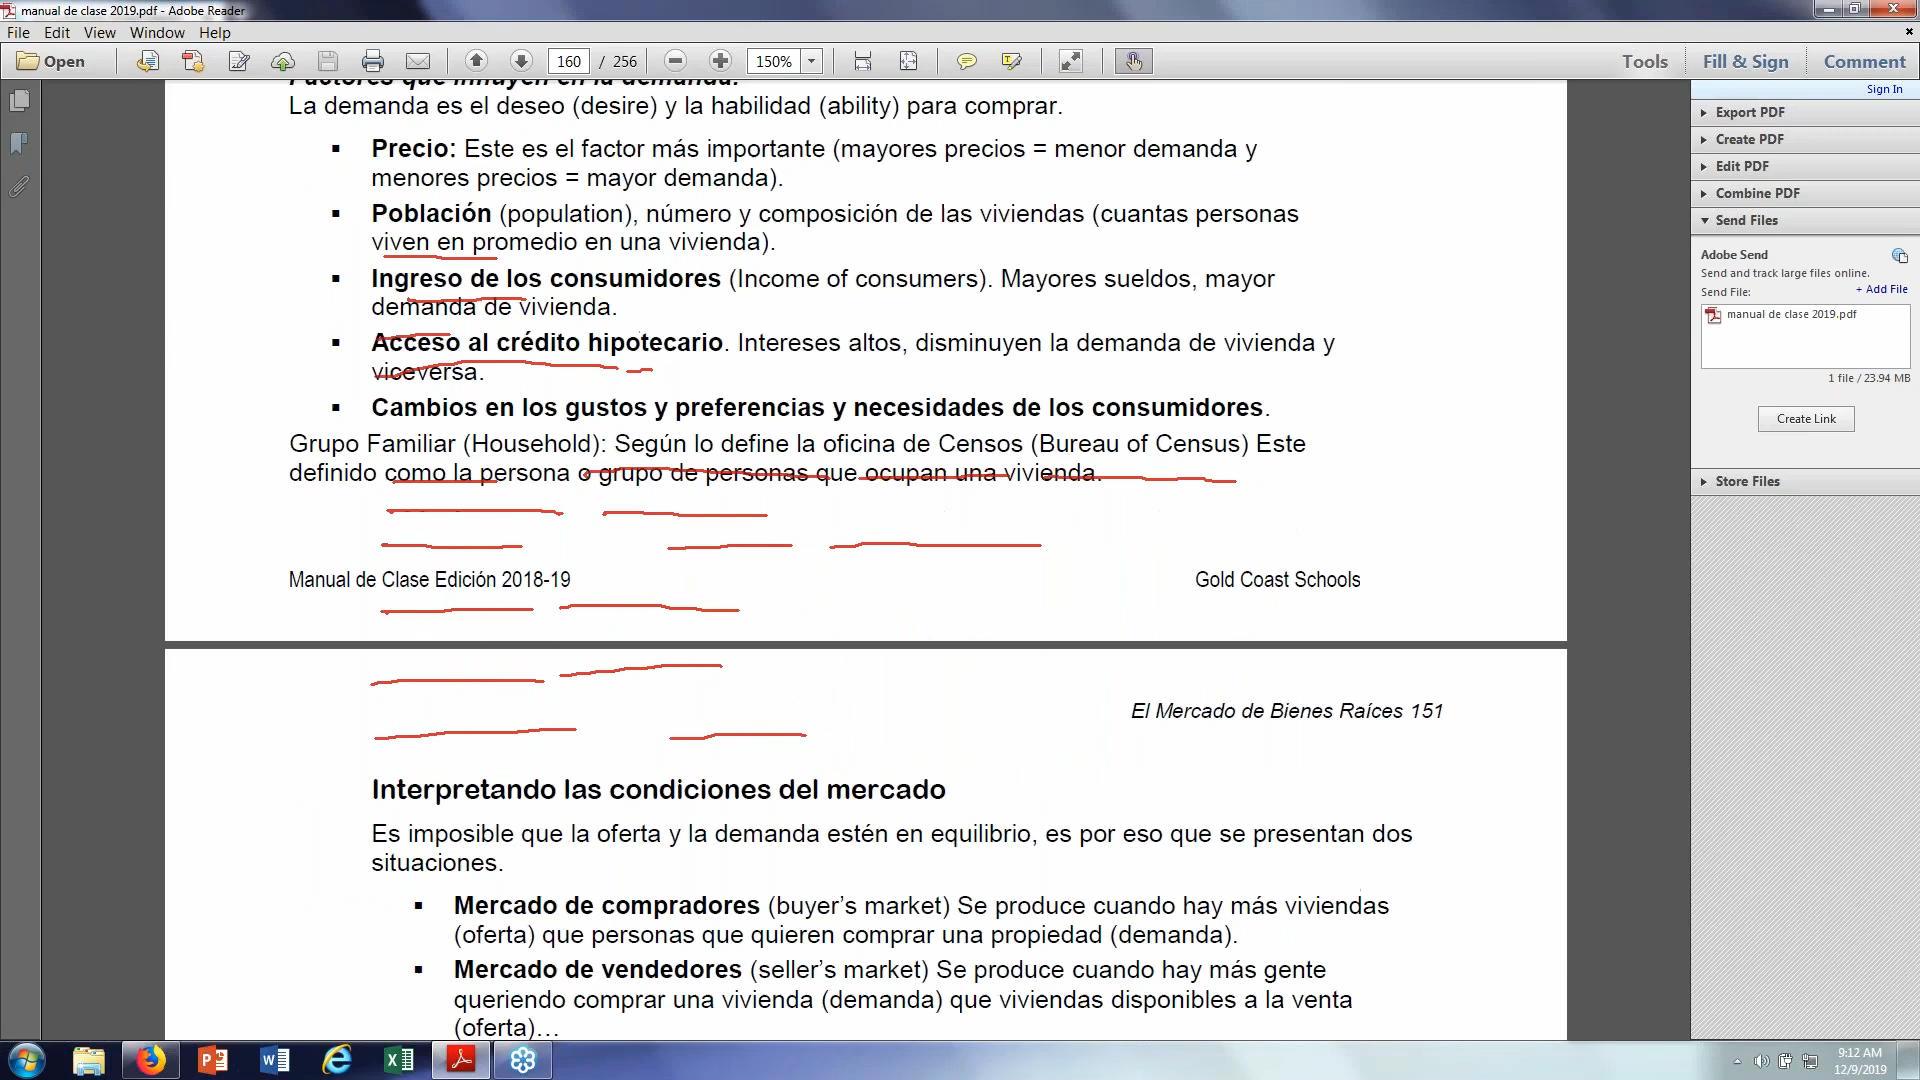 manual de clase 2019.pdf - Adobe Reader
File Edit View Window Help
Open 160 / 256 150% Tools Fill & Sign Comment
Sign In
Export PDF
Create PDF
Edit PDF
Combine PDF
Send Files
Adobe Send
Send and track large files online.
Send File: + Add File
manual de clase 2019.pdf
1 file / 23.94 MB
Create Link
Store Files
Factores que influyen en la demanda:
La demanda es el deseo (desire) y la habilidad (ability) para comprar.
▪ Precio: Este es el factor más importante (mayores precios = menor demanda y
menores precios = mayor demanda).
▪ Población (population), número y composición de las viviendas (cuantas personas
viven en promedio en una vivienda).
▪ Ingreso de los consumidores (Income of consumers). Mayores sueldos, mayor
demanda de vivienda.
▪ Acceso al crédito hipotecario. Intereses altos, disminuyen la demanda de vivienda y
viceversa.
▪ Cambios en los gustos y preferencias y necesidades de los consumidores.
Grupo Familiar (Household): Según lo define la oficina de Censos (Bureau of Census) Este
definido como la persona o grupo de personas que ocupan una vivienda.
Manual de Clase Edición 2018-19 Gold Coast Schools
El Mercado de Bienes Raíces 151
Interpretando las condiciones del mercado
Es imposible que la oferta y la demanda estén en equilibrio, es por eso que se presentan dos
situaciones.
▪ Mercado de compradores (buyer’s market) Se produce cuando hay más viviendas
(oferta) que personas que quieren comprar una propiedad (demanda).
▪ Mercado de vendedores (seller’s market) Se produce cuando hay más gente
queriendo comprar una vivienda (demanda) que viviendas disponibles a la venta
(oferta)…
9:12 AM
12/9/2019